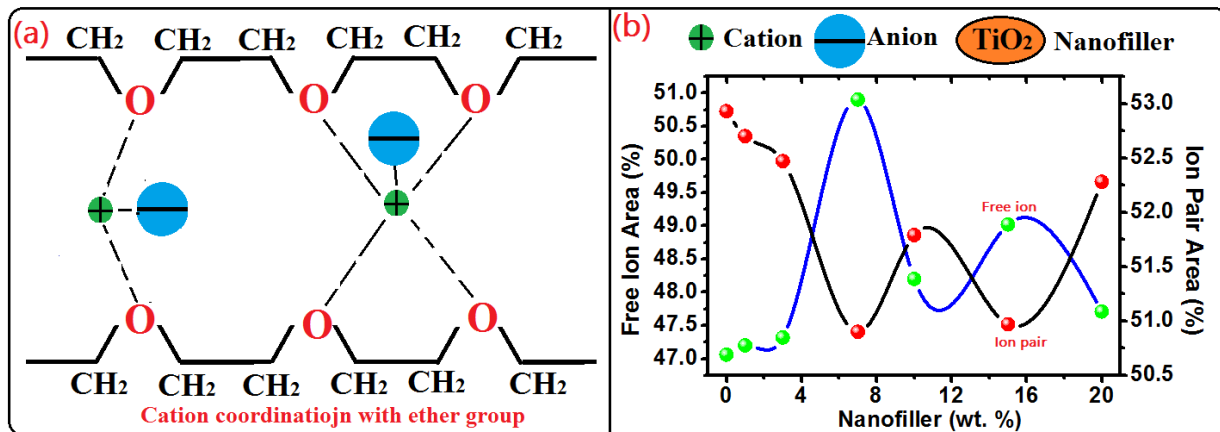 (a)
CH₂ CH₂ CH₂ CH₂ CH₂ CH₂
O O O
+ −
− +
O O O
CH₂ CH₂ CH₂ CH₂ CH₂ CH₂
Cation coordinatiojn with ether group
(b)
+ Cation − Anion TiO₂ Nanofiller
Free Ion Area (%)
51.0
50.5
50.0
49.5
49.0
48.5
48.0
47.5
47.0
Free ion
Ion pair
53.0
52.5
52.0
51.5
51.0
50.5
Ion Pair Area (%)
0 4 8 12 16 20
Nanofiller (wt. %)